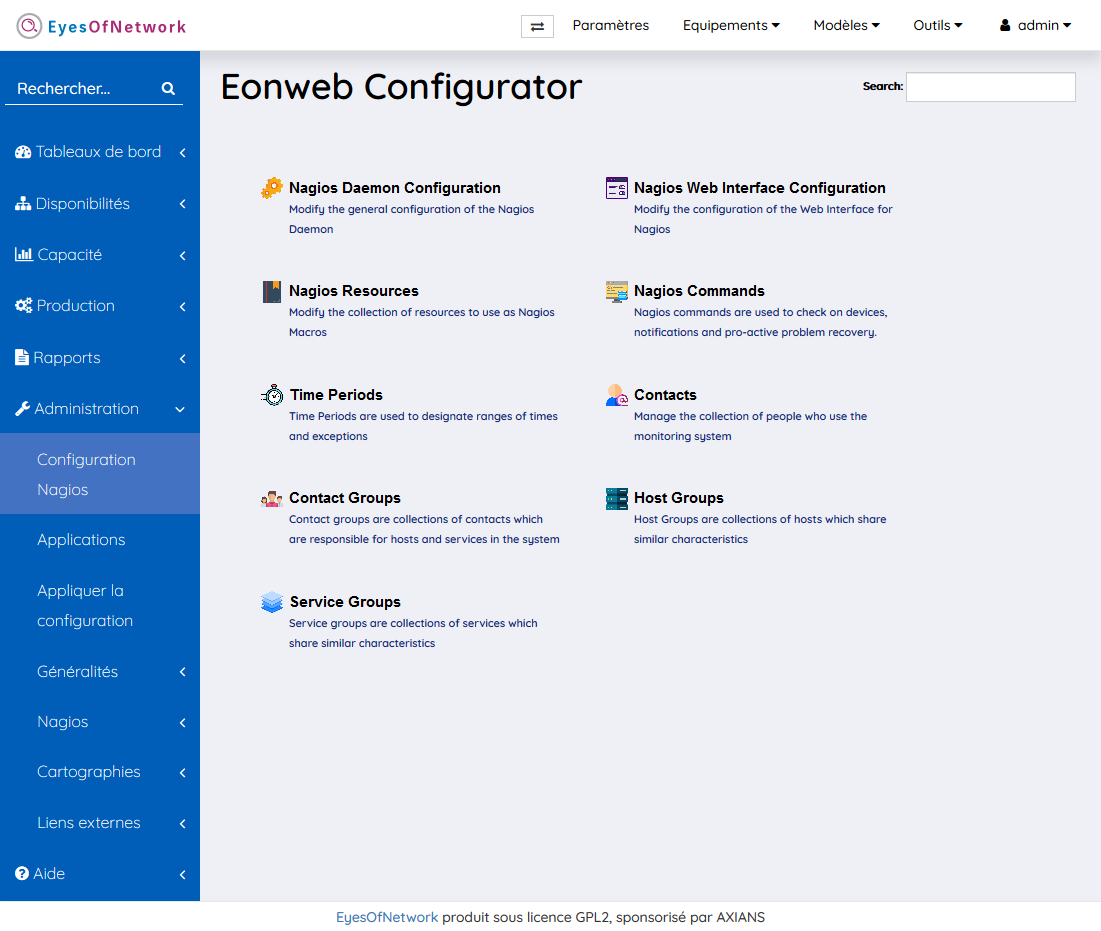 EyesOfNetwork
Paramètres
Equipements
Modèles
Outils
admin
Rechercher...
Tableaux de bord
Disponibilités
Capacité
Production
Rapports
Administration
Configuration
Nagios
Applications
Appliquer la
configuration
Généralités
Nagios
Cartographies
Liens externes
Aide
Eonweb Configurator
Search:
Nagios Daemon Configuration
Modify the general configuration of the Nagios
Daemon
Nagios Web Interface Configuration
Modify the configuration of the Web Interface for
Nagios
Nagios Resources
Modify the collection of resources to use as Nagios
Macros
Nagios Commands
Nagios commands are used to check on devices,
notifications and pro-active problem recovery.
Time Periods
Time Periods are used to designate ranges of times
and exceptions
Contacts
Manage the collection of people who use the
monitoring system
Contact Groups
Contact groups are collections of contacts which
are responsible for hosts and services in the system
Host Groups
Host Groups are collections of hosts which share
similar characteristics
Service Groups
Service groups are collections of services which
share similar characteristics
EyesOfNetwork produit sous licence GPL2, sponsorisé par AXIANS